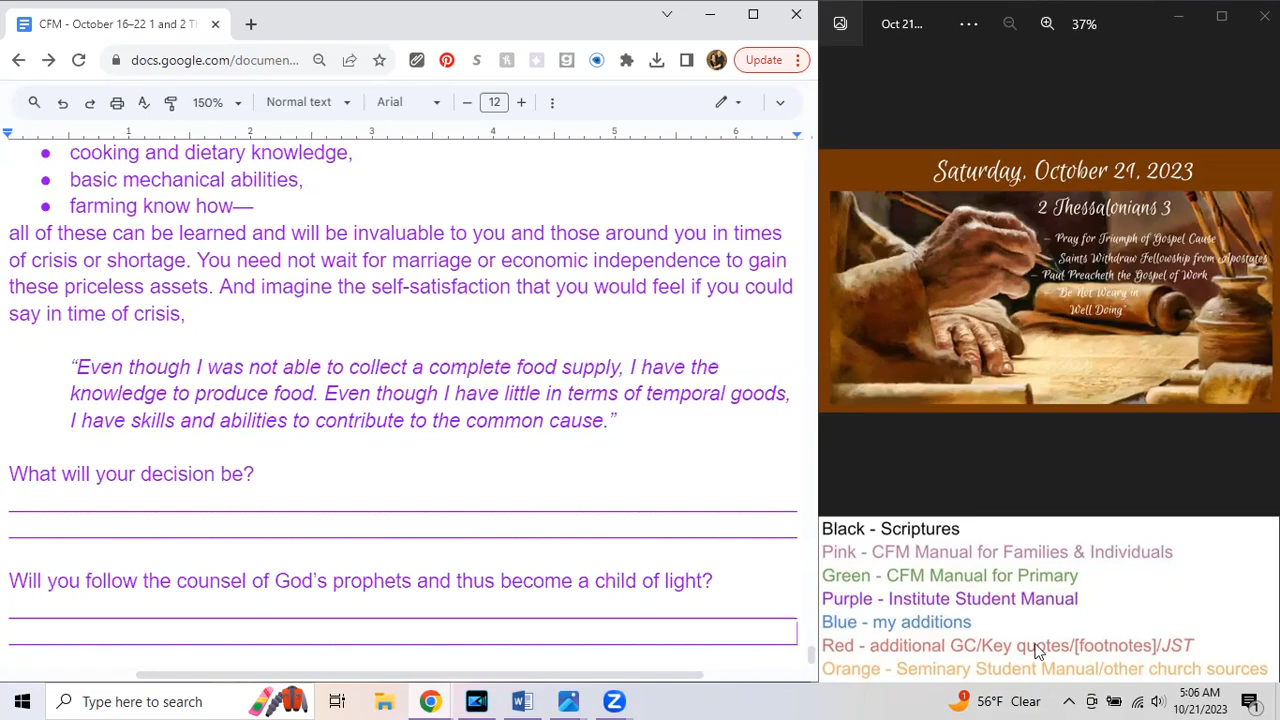 CFM - October 16–22 1 and 2 Th
docs.google.com/documen...
Update
150%
Normal text
Arial
12
1
2
3
4
5
6
cooking and dietary knowledge,
basic mechanical abilities,
farming know how—
all of these can be learned and will be invaluable to you and those around you in times
of crisis or shortage. You need not wait for marriage or economic independence to gain
these priceless assets. And imagine the self-satisfaction that you would feel if you could
say in time of crisis,
“Even though I was not able to collect a complete food supply, I have the
knowledge to produce food. Even though I have little in terms of temporal goods,
I have skills and abilities to contribute to the common cause.”
What will your decision be?
Will you follow the counsel of God’s prophets and thus become a child of light?
Oct 21...
37%
Saturday, October 21, 2023
2 Thessalonians 3
- Pray for Triumph of Gospel Cause
- Saints Withdraw Fellowship from Apostates
- Paul Preacheth the Gospel of Work
- "Be Not Weary in
Well Doing"
Black - Scriptures
Pink - CFM Manual for Families & Individuals
Green - CFM Manual for Primary
Purple - Institute Student Manual
Blue - my additions
Red - additional GC/Key quotes/[footnotes]/JST
Orange - Seminary Student Manual/other church sources
Type here to search
1
56°F Clear
5:06 AM
10/21/2023
1